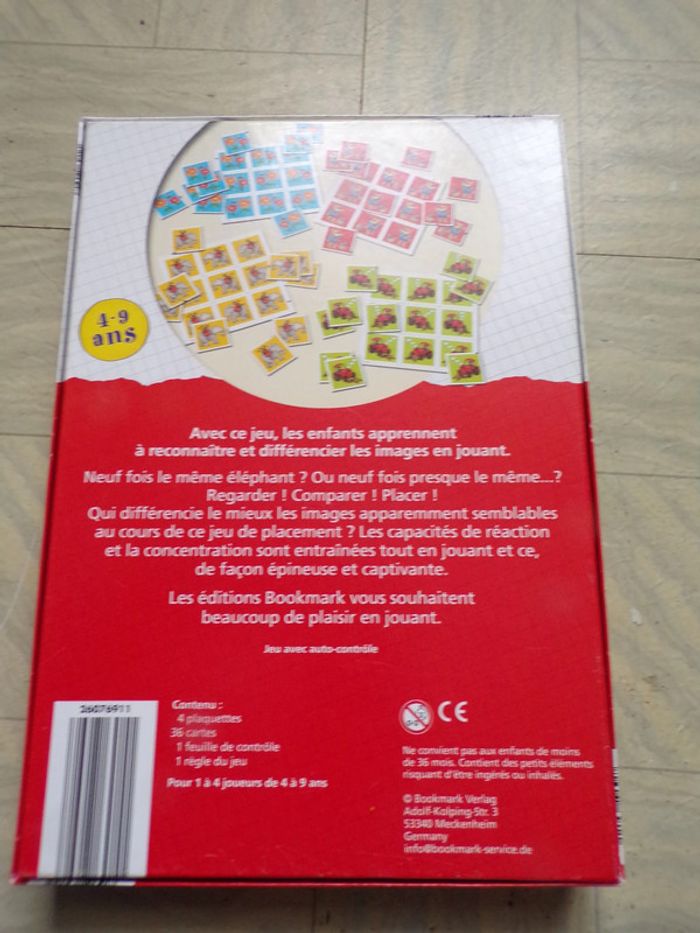 4-9
ans
Avec ce jeu, les enfants apprennent
à reconnaître et différencier les images en jouant.
Neuf fois le même éléphant ? Ou neuf fois presque le même...?
Regarder ! Comparer ! Placer !
Qui différencie le mieux les images apparemment semblables
au cours de ce jeu de placement ? Les capacités de réaction
et la concentration sont entraînées tout en jouant et ce,
de façon épineuse et captivante.
Les éditions Bookmark vous souhaitent
beaucoup de plaisir en jouant.
Jeu avec auto-contrôle
26076911
Contenu :
4 plaquettes
36 cartes
1 feuille de contrôle
1 règle du jeu
Pour 1 à 4 joueurs de 4 à 9 ans
0-3
CE
Ne convient pas aux enfants de moins
de 36 mois. Contient des petits éléments
risquant d'être ingérés ou inhalés.
© Bookmark Verlag
Adolf-Kolping-Str. 3
53340 Meckenheim
Germany
info@bookmark-service.de